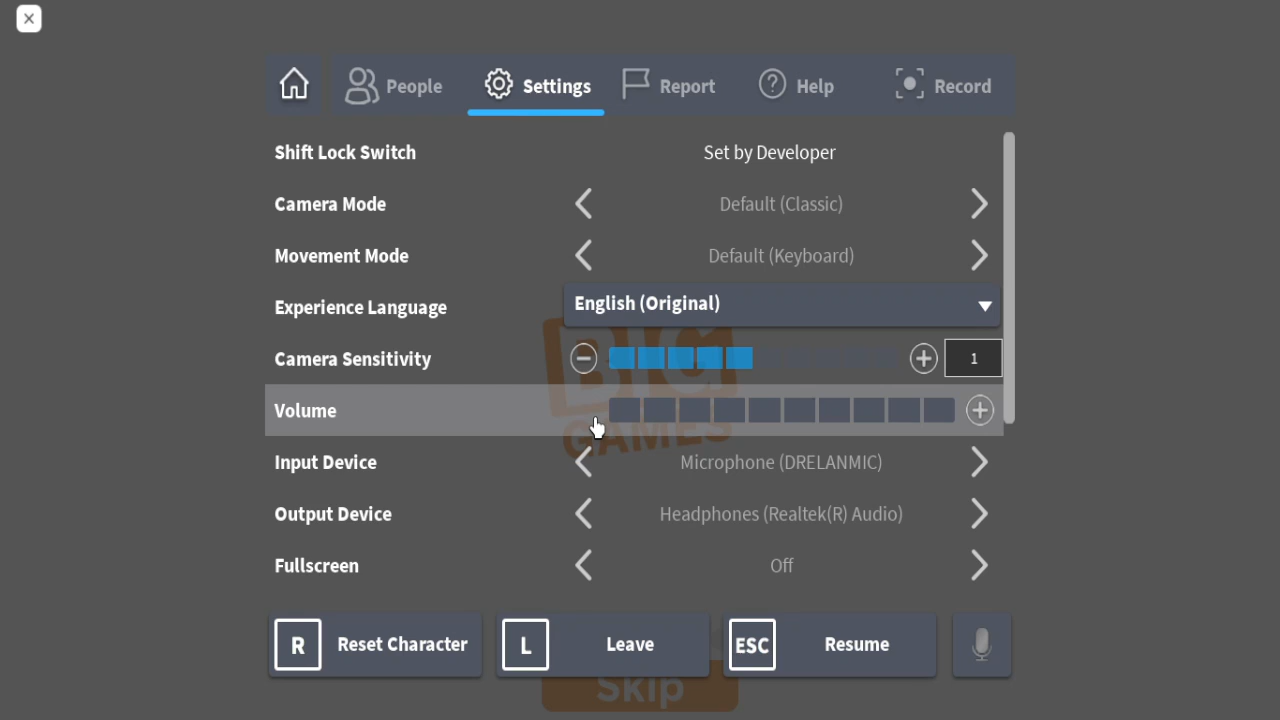 People
Settings
Report
Help
Record
Shift Lock Switch
Set by Developer
Camera Mode
Default (Classic)
Movement Mode
Default (Keyboard)
Experience Language
English (Original)
Camera Sensitivity
1
Volume
BIG
GAMES
Input Device
Microphone (DRELANMIC)
Output Device
Headphones (Realtek(R) Audio)
Fullscreen
Off
R Reset Character
L Leave
ESC Resume
Skip